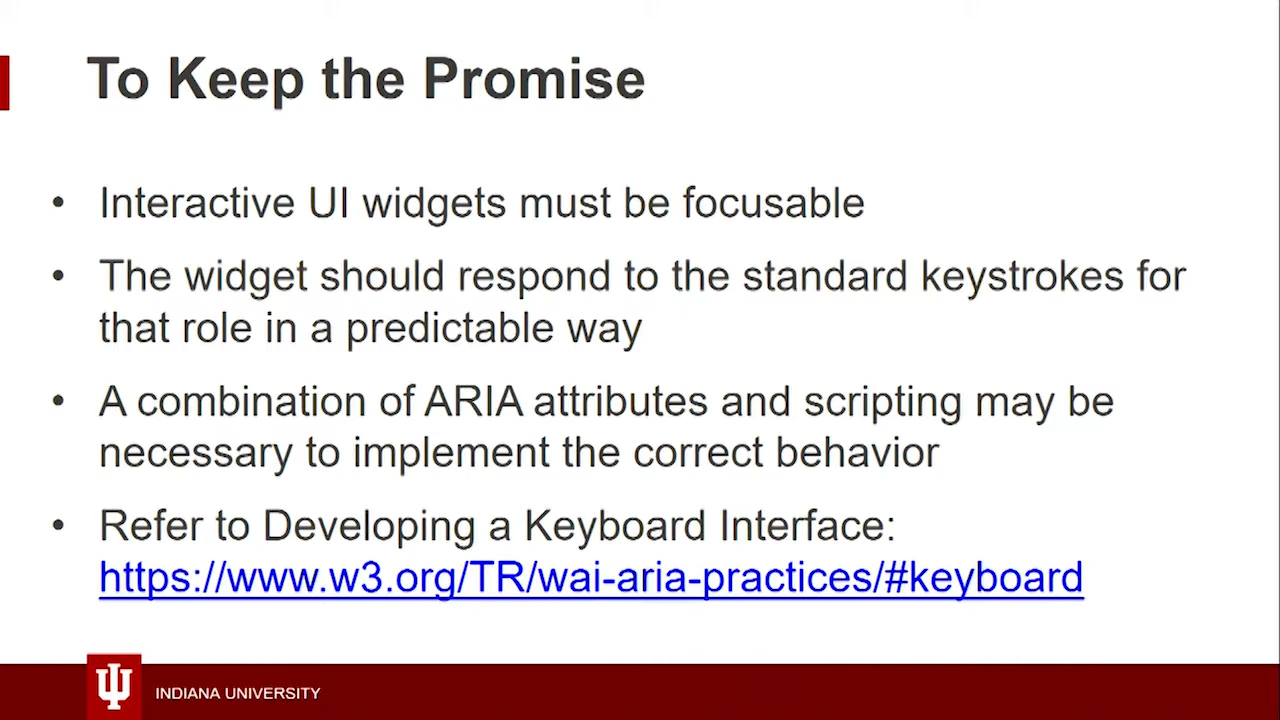 To Keep the Promise
• Interactive UI widgets must be focusable
• The widget should respond to the standard keystrokes for
that role in a predictable way
• A combination of ARIA attributes and scripting may be
necessary to implement the correct behavior
• Refer to Developing a Keyboard Interface:
https://www.w3.org/TR/wai-aria-practices/#keyboard
INDIANA UNIVERSITY